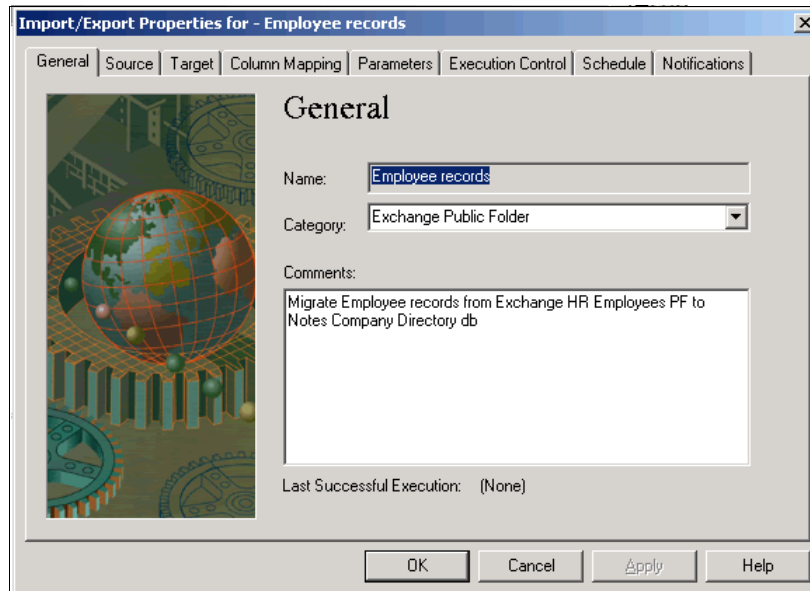 Import/Export Properties for - Employee records
General
Source
Target
Column Mapping
Parameters
Execution Control
Schedule
Notifications
General
Name:
Employee records
Category:
Exchange Public Folder
Comments:
Migrate Employee records from Exchange HR Employees PF to
Notes Company Directory db
Last Successful Execution: (None)
OK
Cancel
Apply
Help